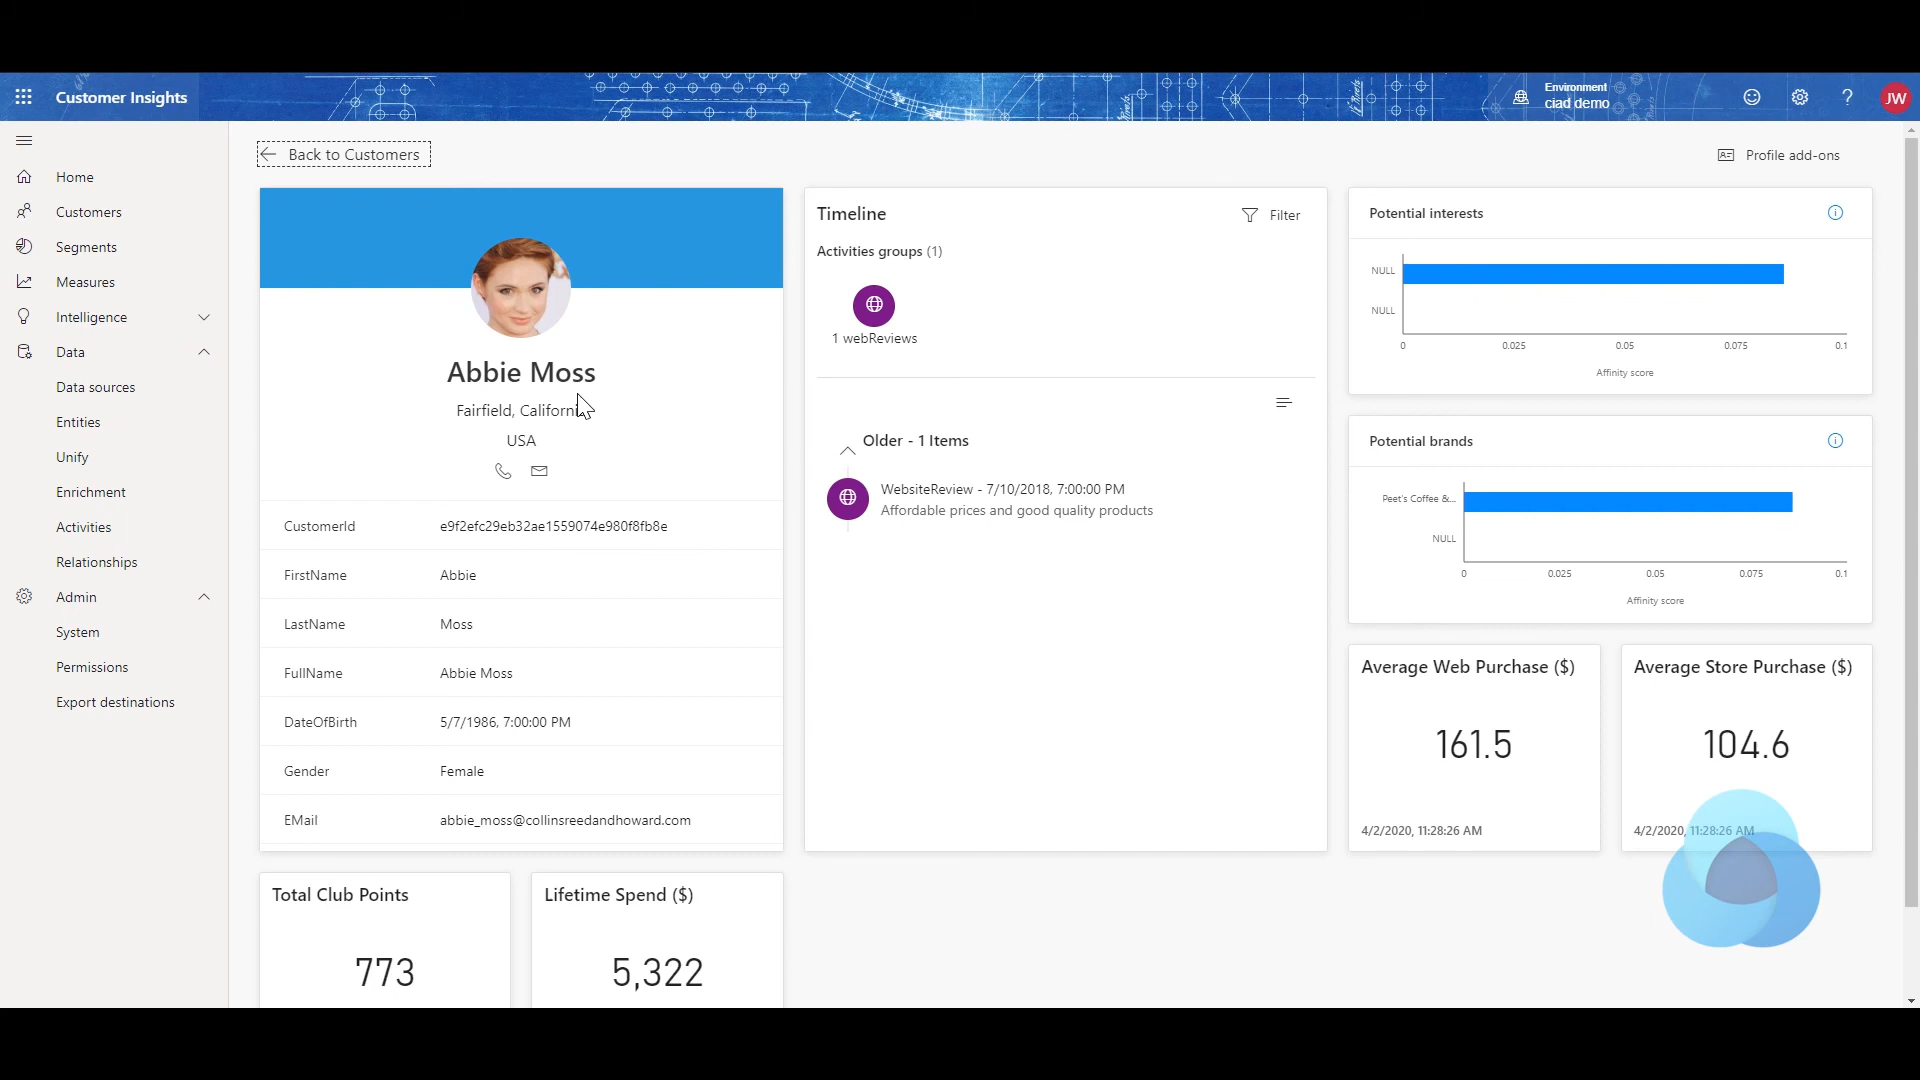 Customer Insights
Environment
ciad demo
?
JW
Home
Customers
Segments
Measures
Intelligence
Data
Data sources
Entities
Unify
Enrichment
Activities
Relationships
Admin
System
Permissions
Export destinations
Back to Customers
Profile add-ons
Abbie Moss
Fairfield, Californi
USA
CustomerId e9f2efc29eb32ae1559074e980f8fb8e
FirstName Abbie
LastName Moss
FullName Abbie Moss
DateOfBirth 5/7/1986, 7:00:00 PM
Gender Female
EMail abbie_moss@collinsreedandhoward.com
Timeline
Filter
Activities groups (1)
1 webReviews
Older - 1 Items
WebsiteReview - 7/10/2018, 7:00:00 PM
Affordable prices and good quality products
Potential interests
NULL
NULL
0 0.025 0.05 0.075 0.1
Affinity score
Potential brands
Peet's Coffee &...
NULL
0 0.025 0.05 0.075 0.1
Affinity score
Average Web Purchase ($)
161.5
4/2/2020, 11:28:26 AM
Average Store Purchase ($)
104.6
4/2/2020, 11:28:26 AM
Total Club Points
773
Lifetime Spend ($)
5,322